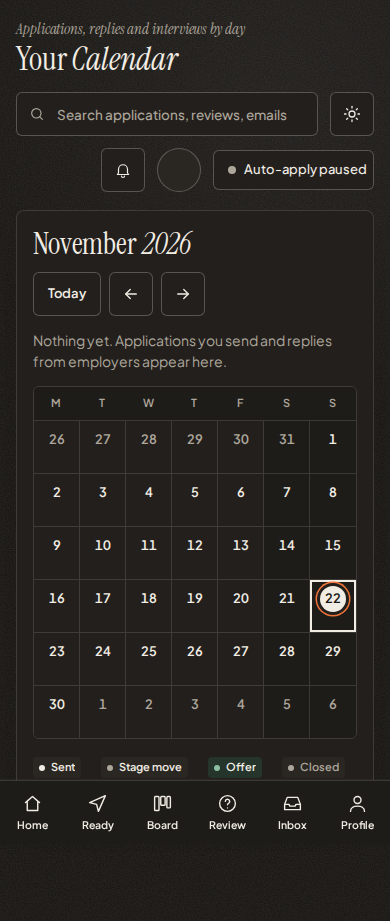 Applications, replies and interviews by day
Your Calendar
Search applications, reviews, emails
Auto-apply paused
November 2026
Today
Nothing yet. Applications you send and replies
from employers appear here.
M T W T F S S
26 27 28 29 30 31 1
2 3 4 5 6 7 8
9 10 11 12 13 14 15
16 17 18 19 20 21 22
23 24 25 26 27 28 29
30 1 2 3 4 5 6
Sent Stage move Offer Closed
Home Ready Board Review Inbox Profile